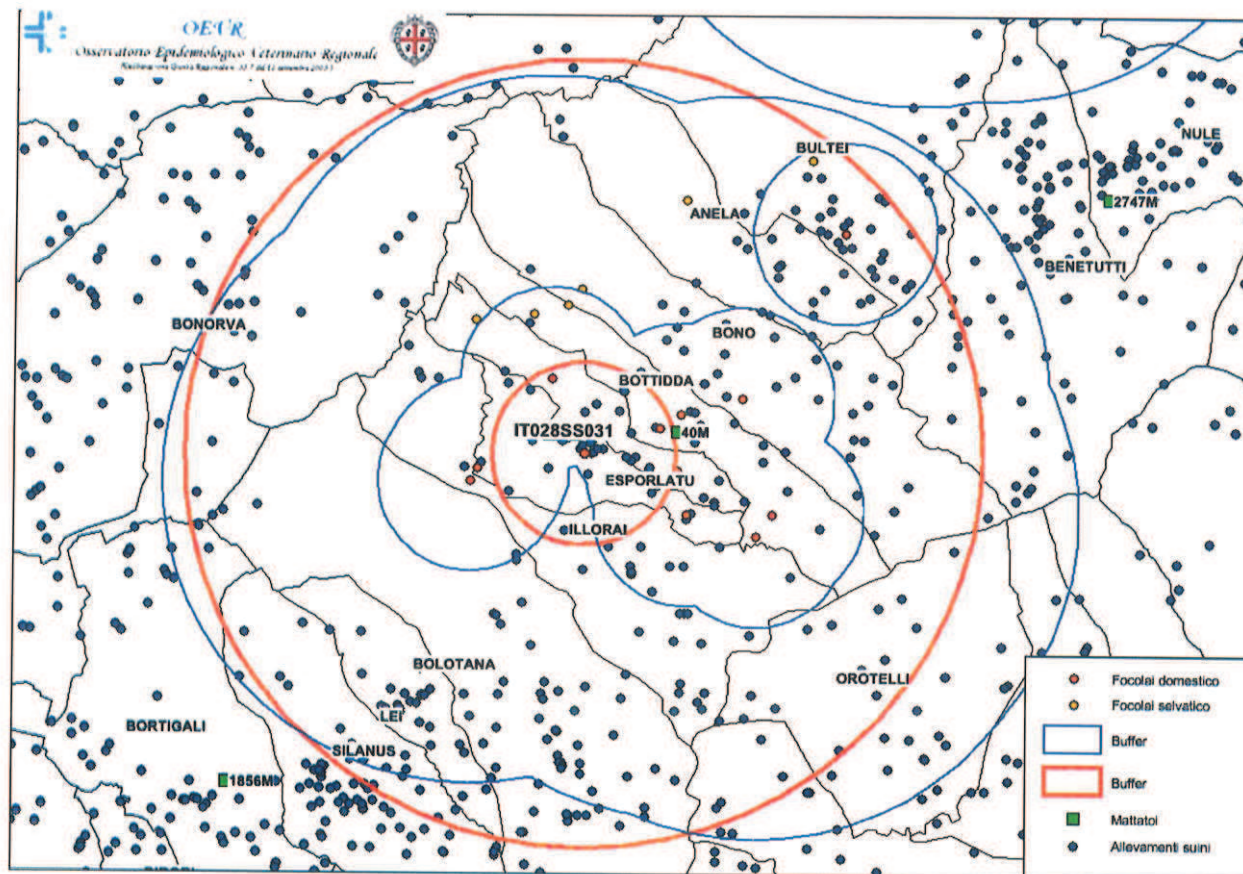 OEVR
Osservatorio Epidemiologico Veterinario Regionale
BULTEI
NULE
2747M
ANELA
BENETUTTI
BONORVA
BONO
BOTTIDDA
IT028SS031
40M
ESPORLATU
ILLORAI
BOLOTANA
OROTELLI
LEI
BORTIGALI
SILANUS
1856M
Focolai domestico
Focolai selvatico
Buffer
Buffer
Mattatoi
Allevamenti suini